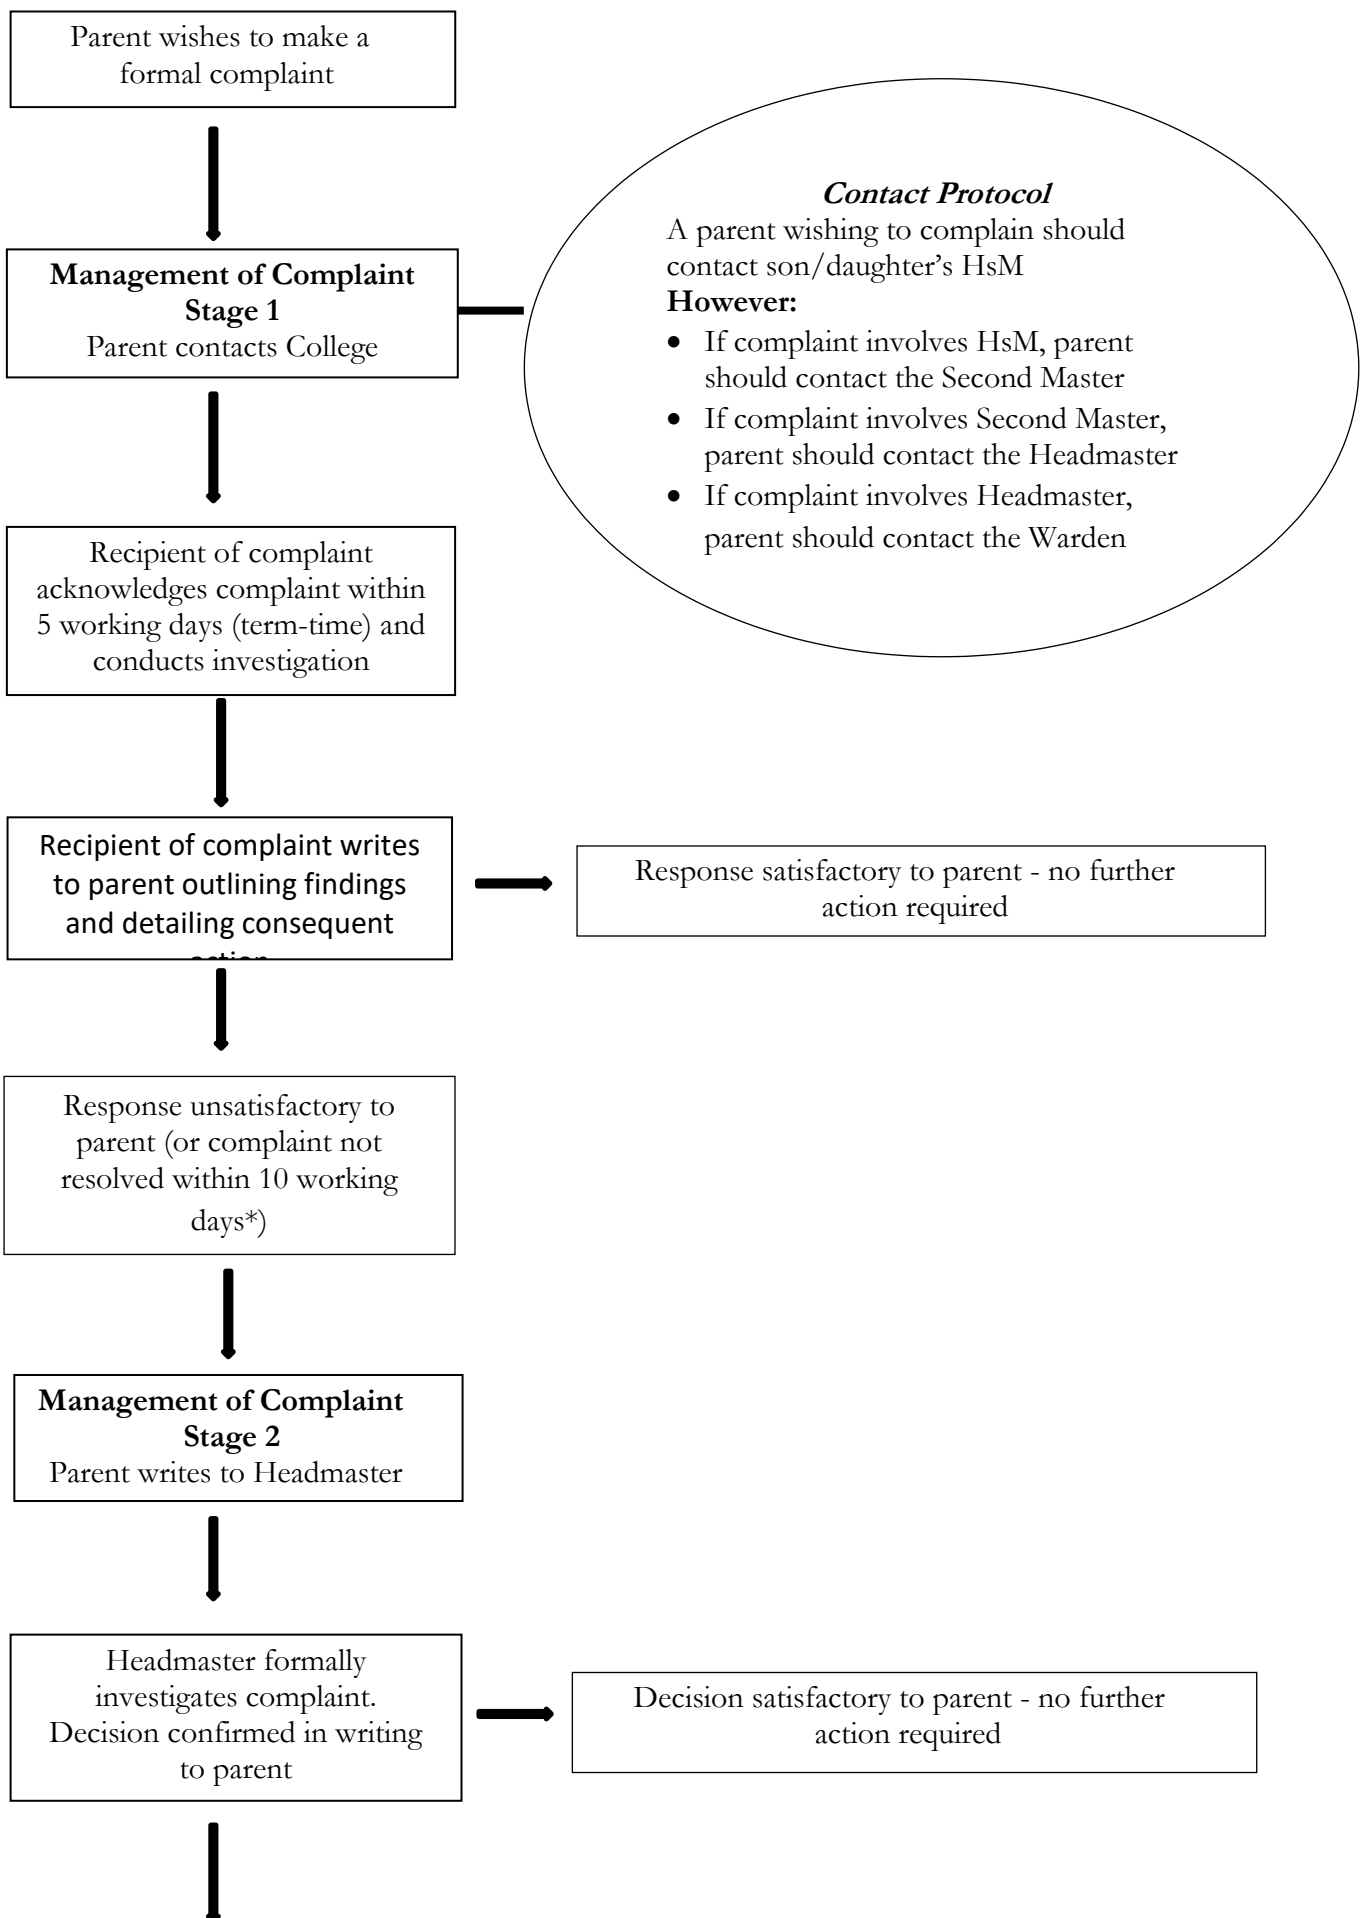 Parent wishes to make a
formal complaint
Contact Protocol
A parent wishing to complain should
contact son/daughter’s HsM
However:
• If complaint involves HsM, parent
should contact the Second Master
• If complaint involves Second Master,
parent should contact the Headmaster
• If complaint involves Headmaster,
parent should contact the Warden
Management of Complaint
Stage 1
Parent contacts College
Recipient of complaint
acknowledges complaint within
5 working days (term-time) and
conducts investigation
Recipient of complaint writes
to parent outlining findings
and detailing consequent
action
Response satisfactory to parent - no further
action required
Response unsatisfactory to
parent (or complaint not
resolved within 10 working
days*)
Management of Complaint
Stage 2
Parent writes to Headmaster
Headmaster formally
investigates complaint.
Decision confirmed in writing
to parent
Decision satisfactory to parent - no further
action required